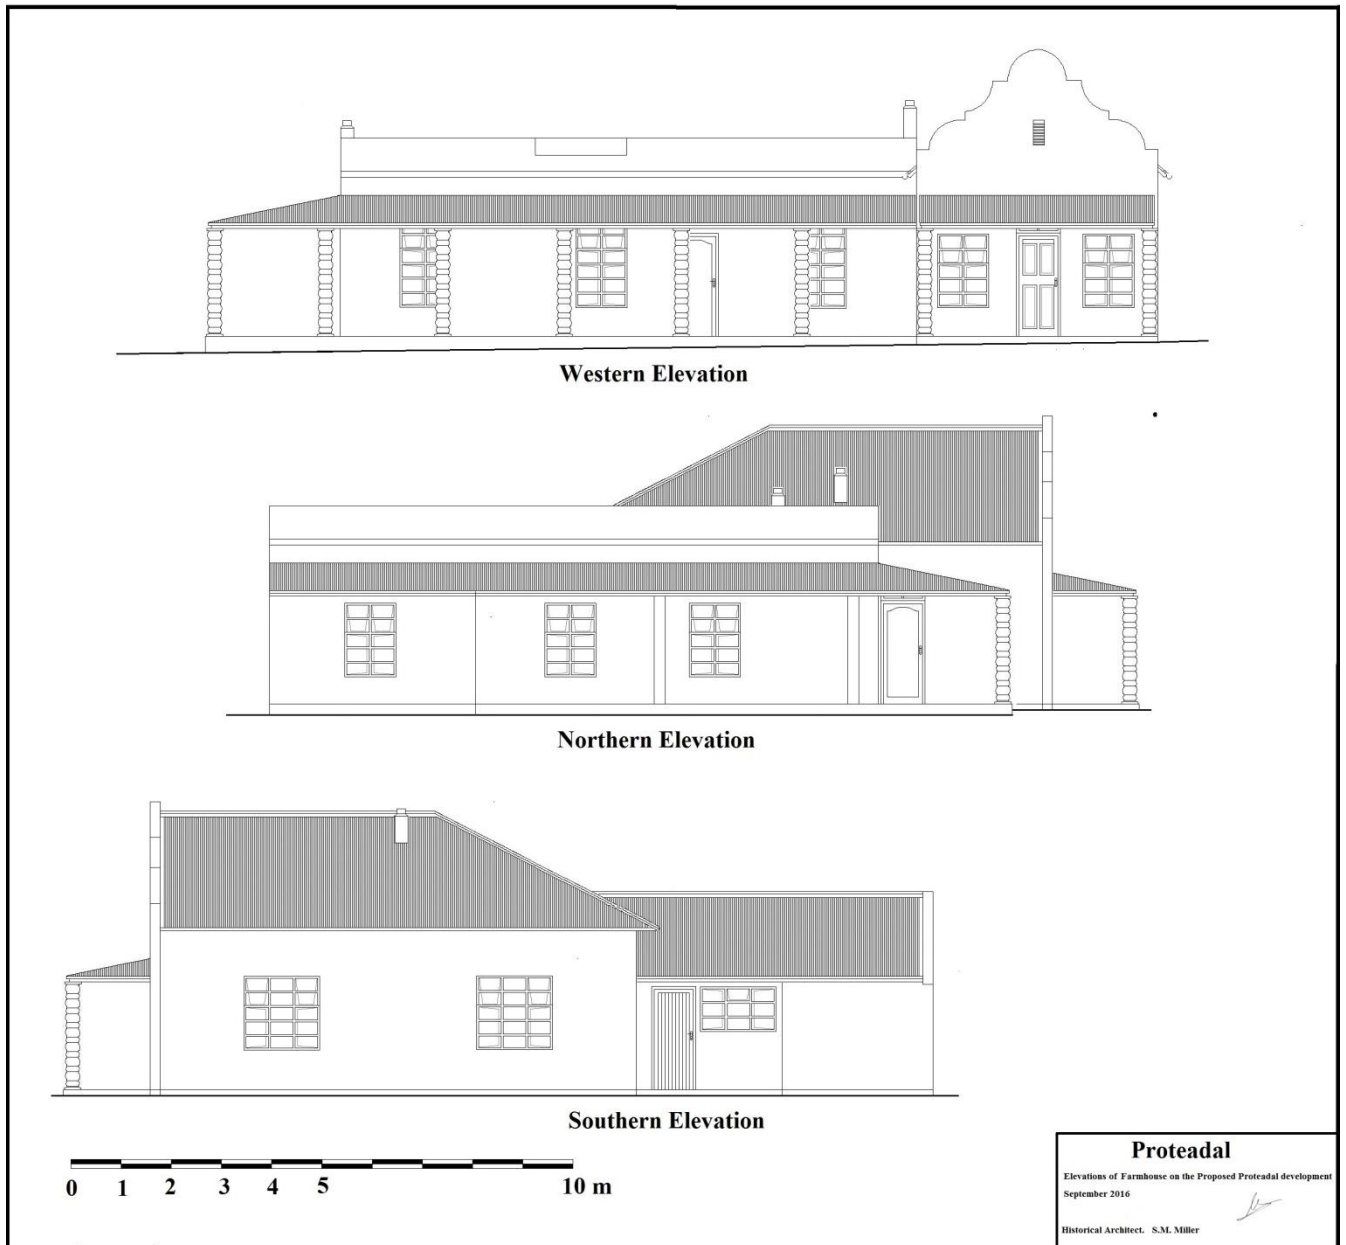 Western Elevation
Northern Elevation
Southern Elevation
0 1 2 3 4 5 10 m
Proteadal
Elevations of Farmhouse on the Proposed Proteadal development
September 2016
Historical Architect. S.M. Miller